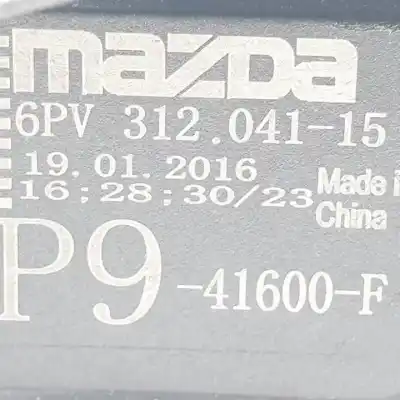 mazda
6PV 312.041-15
19.01.2016
16:28:30/23
Made i
China
P9 -41600-F